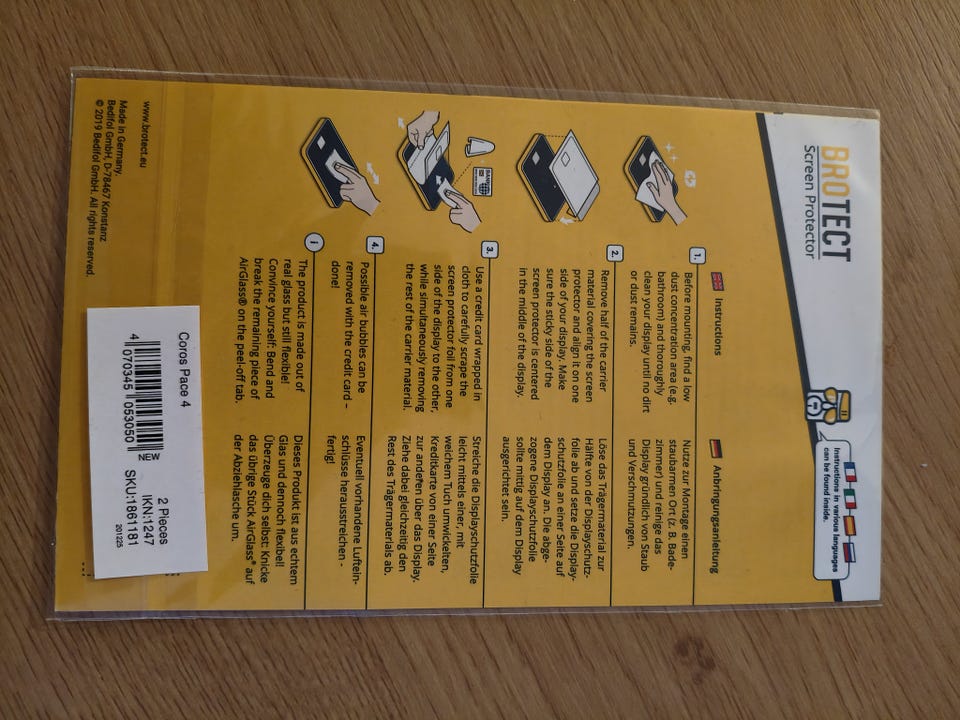 BROTECT
Screen Protector
Instructions in various languages
can be found inside.
Instructions
1.
Before mounting, find a low
dust concentration area (e.g.
bathroom) and thoroughly
clean your display until no dirt
or dust remains.
2.
Remove half of the carrier
material covering the screen
protector and align it on one
side of your display. Make
sure the sticky side of the
screen protector is centered
in the middle of the display.
3.
Use a credit card wrapped in
cloth to carefully scrape the
screen protector foil from one
side of the display to the other,
while simultaneously removing
the rest of the carrier material.
4.
Possible air bubbles can be
removed with the credit card –
done!
i
The product is made out of
real glass but still flexible!
Convince yourself: Bend and
break the remaining piece of
AirGlass® on the peel-off tab.
Anbringungsanleitung
Nutze zur Montage einen
staubarmen Ort (z. B. Bade-
zimmer) und reinige das
Display gründlich von Staub
und Verschmutzungen.
Löse das Trägermaterial zur
Hälfte von der Displayschutz-
folie ab und setze die Display-
schutzfolie an einer Seite auf
dem Display an. Die abge-
zogene Displayschutzfolie
sollte mittig auf dem Display
ausgerichtet sein.
Streiche die Displayschutzfolie
leicht mittels einer, mit
weichem Tuch umwickelten,
Kreditkarte von einer Seite
zur anderen über das Display.
Ziehe dabei gleichzeitig den
Rest des Trägermaterials ab.
Eventuell vorhandene Luftein-
schlüsse herausstreichen -
fertig!
Dieses Produkt ist aus echtem
Glas und dennoch flexibel!
Überzeuge dich selbst: Knicke
das übrige Stück AirGlass® auf
der Abziehlasche um.
BANK
www.brotect.eu
Made in Germany.
Bedifol GmbH, D-78467 Konstanz
© 2019 Bedifol GmbH. All rights reserved.
Coros Pace 4
4 070345 053050
NEW
2 Pieces
IKN:1247
SKU:1861181
201225